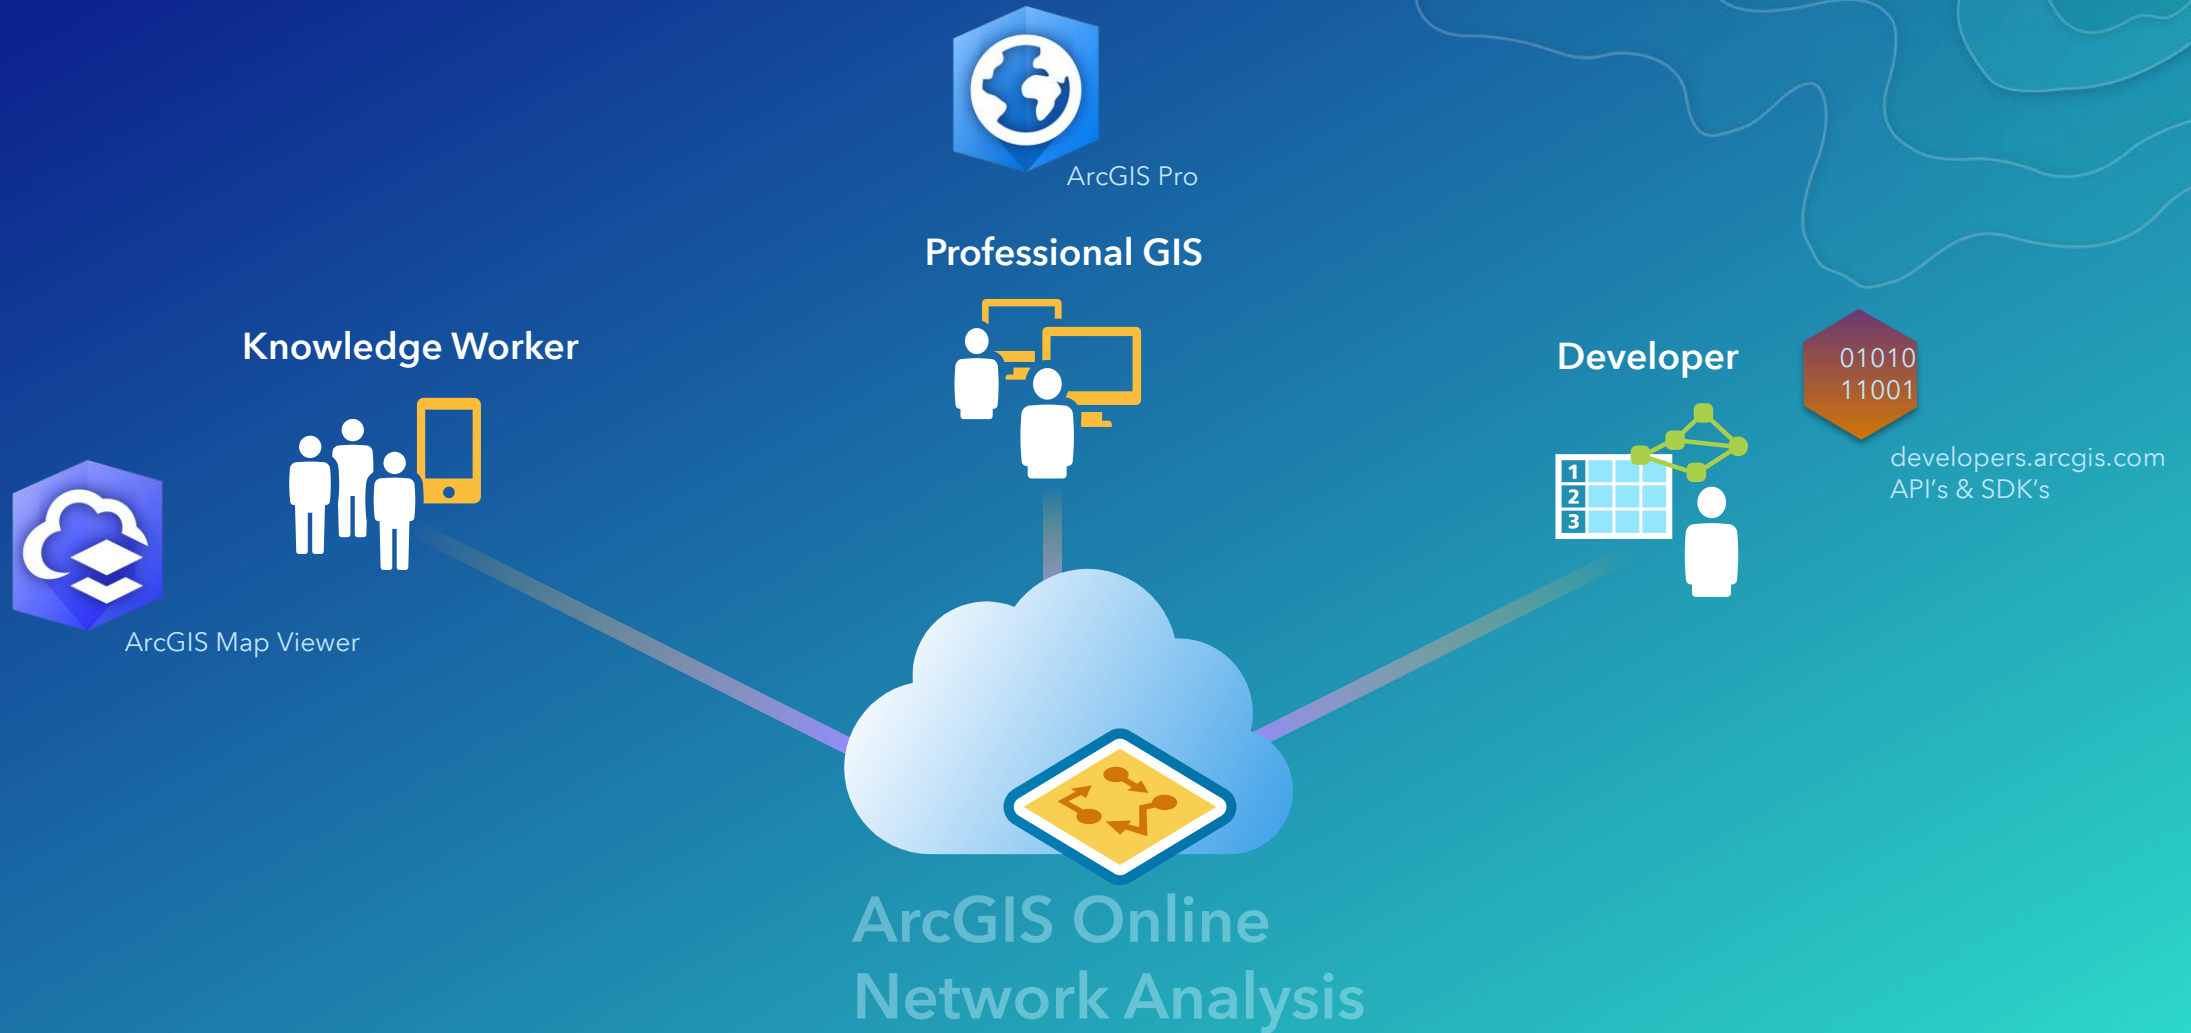 ArcGIS Pro
Professional GIS
Knowledge Worker
Developer
01010
11001
developers.arcgis.com
API's & SDK's
1
2
3
ArcGIS Map Viewer
ArcGIS Online
Network Analysis